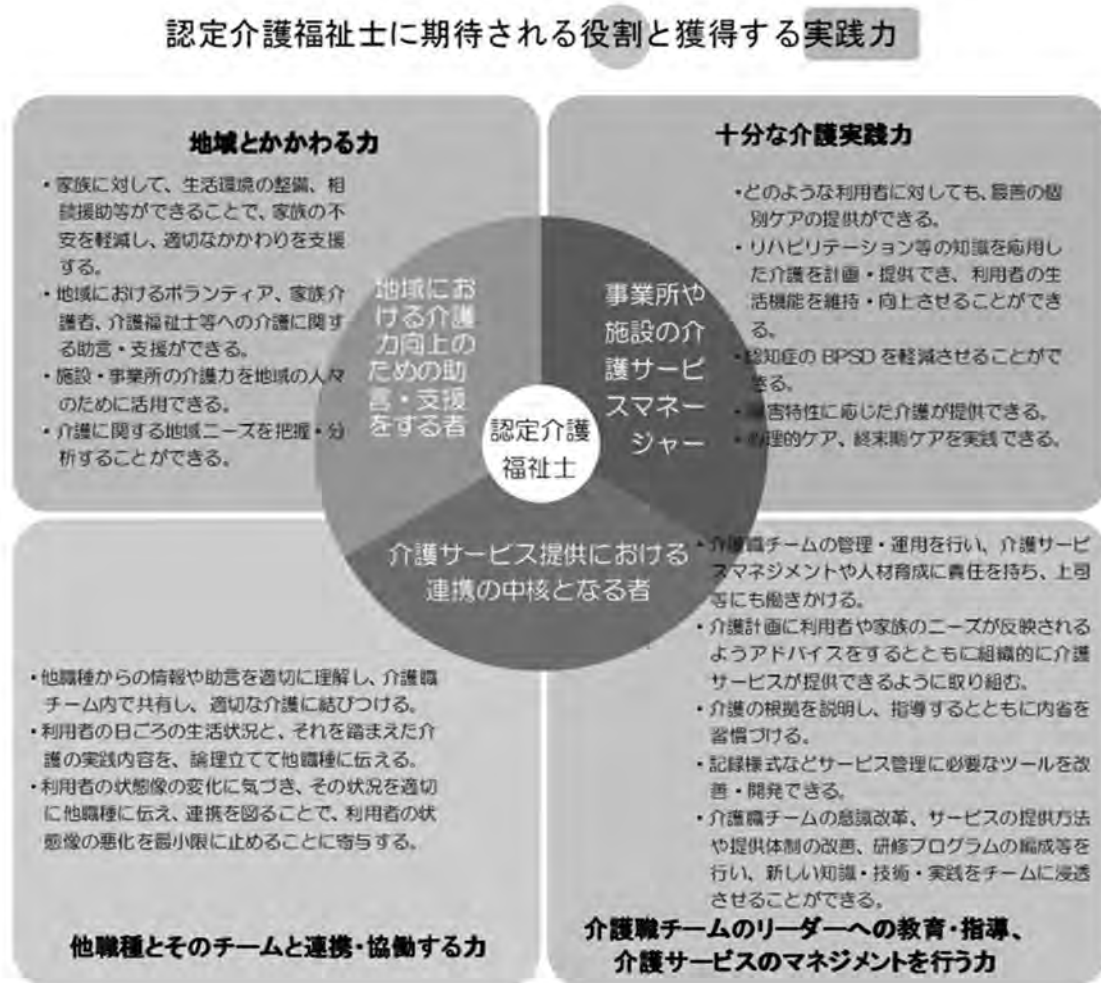 認定介護福祉士に期待される役割と獲得する実践力
地域とかかわる力
・家族に対して、生活環境の整備、相
談援助等ができることで、家族の不
安を軽減し、適切なかかわりを支援
する。
・地域におけるボランティア、家族介
護者、介護福祉士等への介護に関す
る助言・支援ができる。
・施設・事業所の介護力を地域の人々
のために活用できる。
・介護に関する地域ニーズを把握・分
析することができる。
十分な介護実践力
・どのような利用者に対しても、最善の個
別ケアの提供ができる。
・リハビリテーション等の知識を応用し
た介護を計画・提供でき、利用者の生
活機能を維持・向上させることができ
る。
・認知症の BPSD を軽減させることがで
きる。
・障害特性に応じた介護が提供できる。
・心理的ケア、終末期ケアを実践できる。
地域にお
ける介護
力向上の
ための助
言・支援
をする者
事業所や
施設の介
護サービ
スマネー
ジャー
認定介護
福祉士
介護サービス提供における
連携の中核となる者
・他職種からの情報や助言を適切に理解し、介護職
チーム内で共有し、適切な介護に結びつける。
・利用者の日ごろの生活状況と、それを踏まえた介
護の実践内容を、論理立てて他職種に伝える。
・利用者の状態像の変化に気づき、その状況を適切
に他職種に伝え、連携を図ることで、利用者の状
態像の悪化を最小限に止めることに寄与する。
他職種とそのチームと連携・協働する力
・介護職チームの管理・運用を行い、介護サービ
スマネジメントや人材育成に責任を持ち、上司
等にも働きかける。
・介護計画に利用者や家族のニーズが反映される
ようアドバイスをするとともに組織的に介護
サービスが提供できるように取り組む。
・介護の根拠を説明し、指導するとともに内省を
習慣づける。
・記録様式などサービス管理に必要なツールを改
善・開発できる。
・介護職チームの意識改革、サービスの提供方法
や提供体制の改善、研修プログラムの編成等を
行い、新しい知識・技術・実践をチームに浸透
させることができる。
介護職チームのリーダーへの教育・指導、
介護サービスのマネジメントを行う力